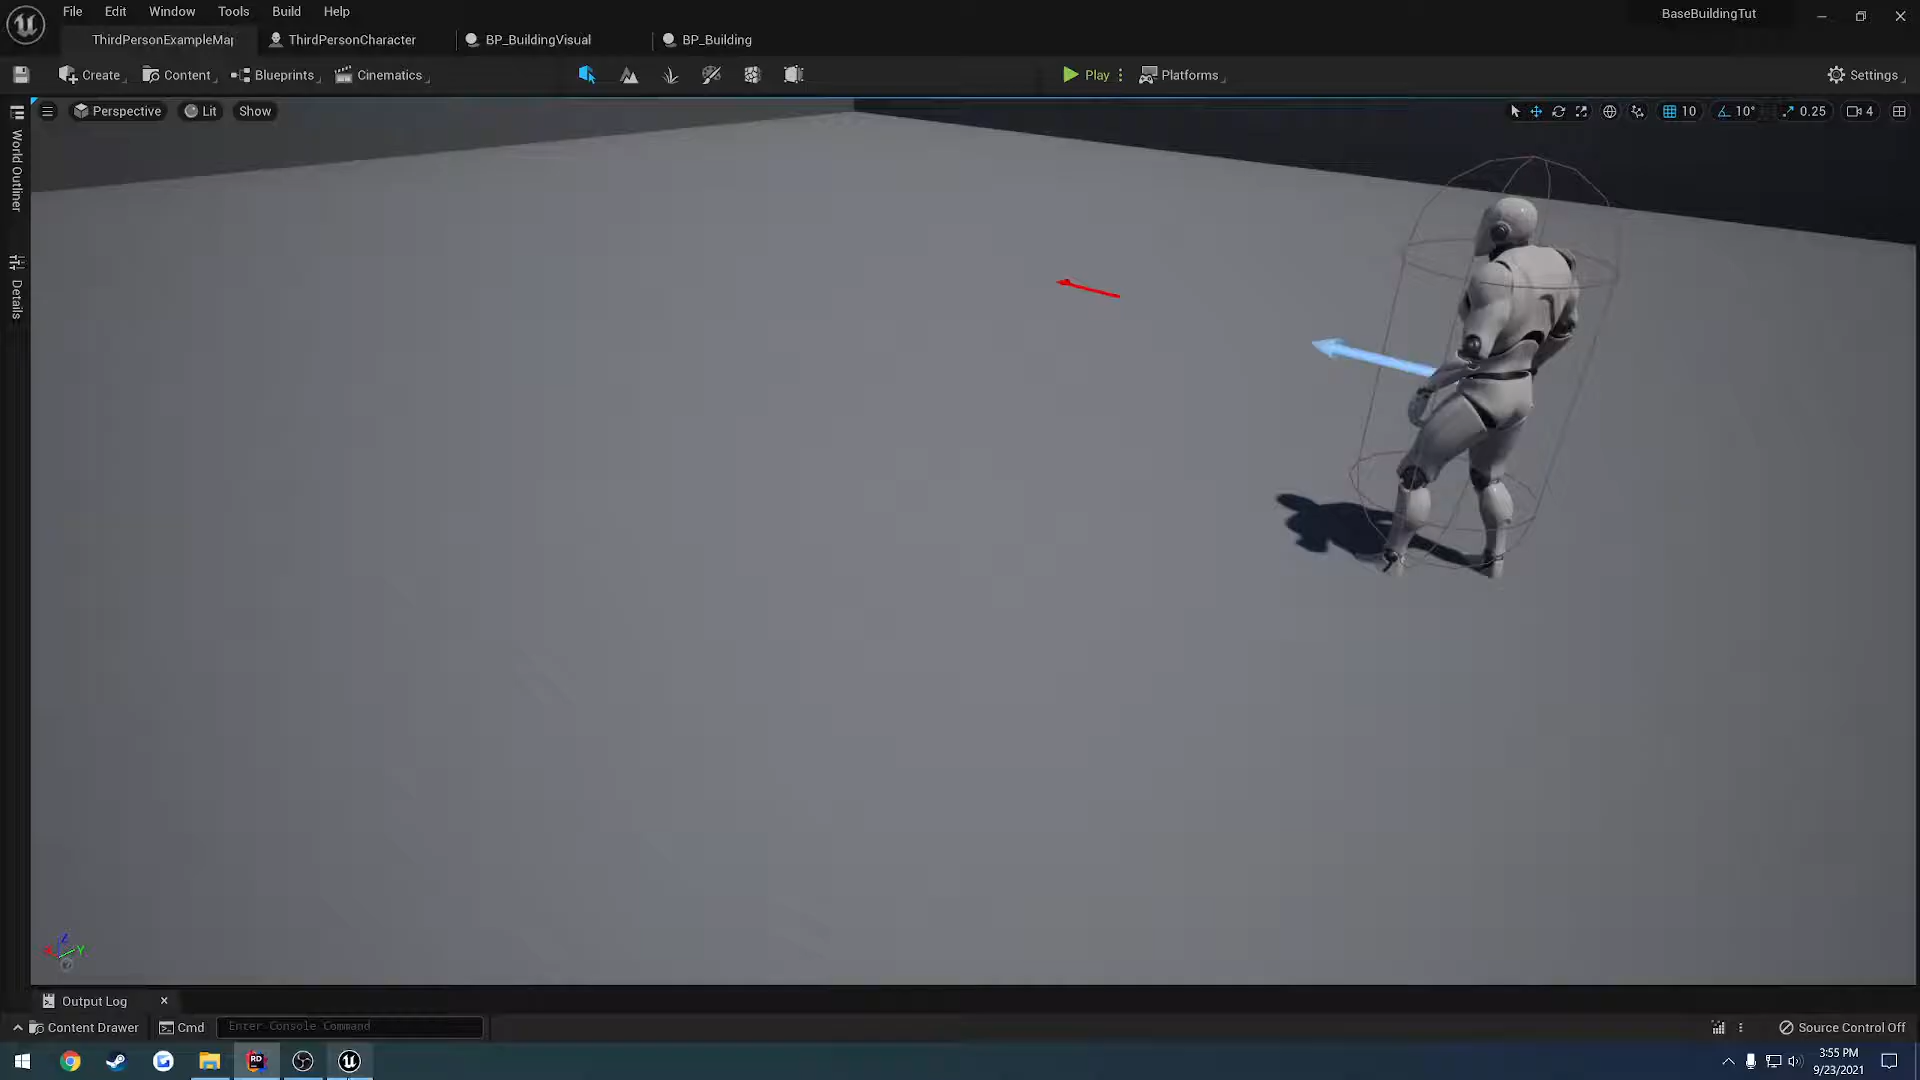 File Edit Window Tools Build Help
BaseBuildingTut
ThirdPersonExampleMap ThirdPersonCharacter BP_BuildingVisual BP_Building
Create Content Blueprints Cinematics Play Platforms Settings
Perspective Lit Show 10 10° 0.25 4
World Outliner
Details
Z
X Y
Output Log
Content Drawer Cmd Enter Console Command Source Control Off
RD
3:55 PM
9/23/2021